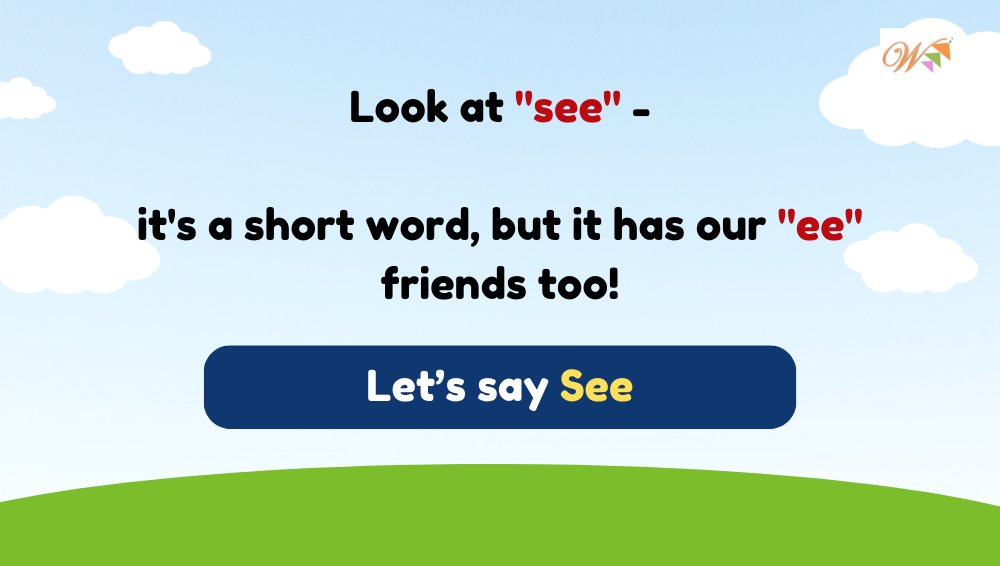 W
Look at "see" -
it's a short word, but it has our "ee"
friends too!
Let’s say See